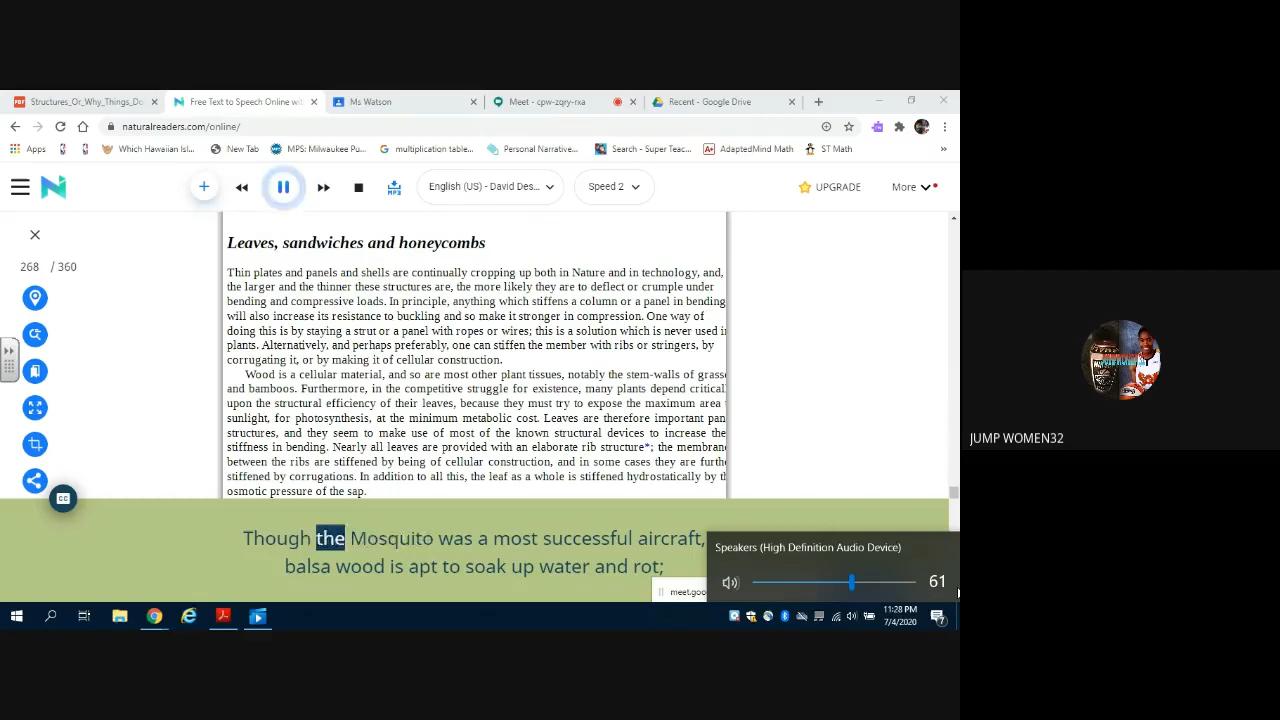 Structures_Or_Why_Things_Do
Free Text to Speech Online wit
Ms Watson
Meet - cpw-zqry-rxa
Recent - Google Drive
naturalreaders.com/online/
Apps
Which Hawaiian Isl...
New Tab
MPS: Milwaukee Pu...
multiplication table...
Personal Narrative...
Search - Super Teac...
AdaptedMind Math
ST Math
MP3
English (US) - David Des...
Speed 2
UPGRADE
More
268 / 360
Leaves, sandwiches and honeycombs
Thin plates and panels and shells are continually cropping up both in Nature and in technology, and,
the larger and the thinner these structures are, the more likely they are to deflect or crumple under
bending and compressive loads. In principle, anything which stiffens a column or a panel in bending
will also increase its resistance to buckling and so make it stronger in compression. One way of
doing this is by staying a strut or a panel with ropes or wires; this is a solution which is never used in
plants. Alternatively, and perhaps preferably, one can stiffen the member with ribs or stringers, by
corrugating it, or by making it of cellular construction.
Wood is a cellular material, and so are most other plant tissues, notably the stem-walls of grasse
and bamboos. Furthermore, in the competitive struggle for existence, many plants depend criticall
upon the structural efficiency of their leaves, because they must try to expose the maximum area
sunlight, for photosynthesis, at the minimum metabolic cost. Leaves are therefore important pan
structures, and they seem to make use of most of the known structural devices to increase the
stiffness in bending. Nearly all leaves are provided with an elaborate rib structure*; the membrane
between the ribs are stiffened by being of cellular construction, and in some cases they are furthe
stiffened by corrugations. In addition to all this, the leaf as a whole is stiffened hydrostatically by th
osmotic pressure of the sap.
CC
Though the Mosquito was a most successful aircraft,
balsa wood is apt to soak up water and rot;
Speakers (High Definition Audio Device)
61
meet.goo
11:28 PM
7/4/2020
7
JUMP WOMEN32